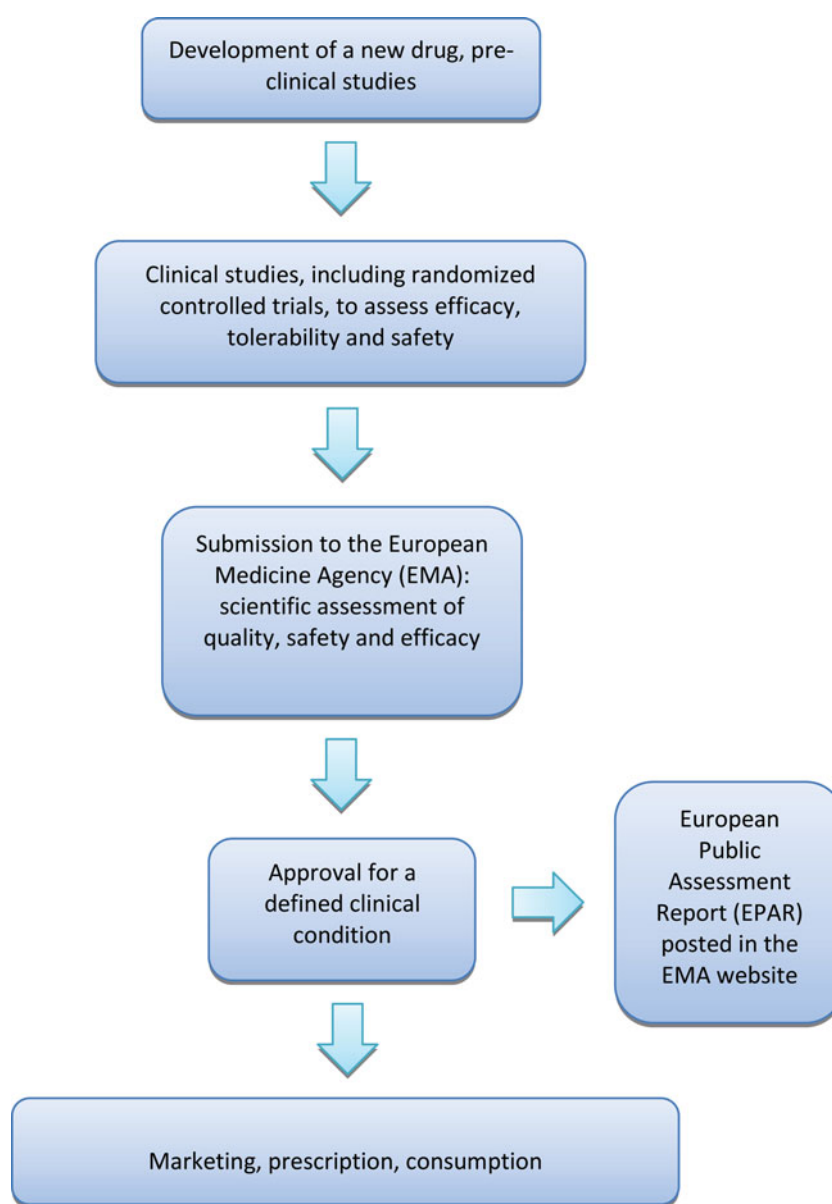 Development of a new drug, pre-
clinical studies
Clinical studies, including randomized
controlled trials, to assess efficacy,
tolerability and safety
Submission to the European
Medicine Agency (EMA):
scientific assessment of
quality, safety and efficacy
Approval for a
defined clinical
condition
European
Public
Assessment
Report (EPAR)
posted in the
EMA website
Marketing, prescription, consumption